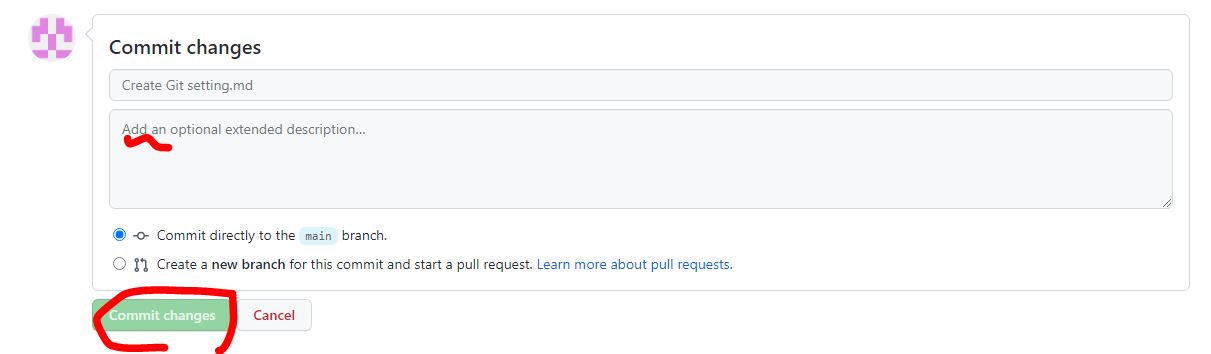 Commit changes
Create Git setting.md
Add an optional extended description...
Commit directly to the main branch.
Create a new branch for this commit and start a pull request. Learn more about pull requests.
Commit changes Cancel